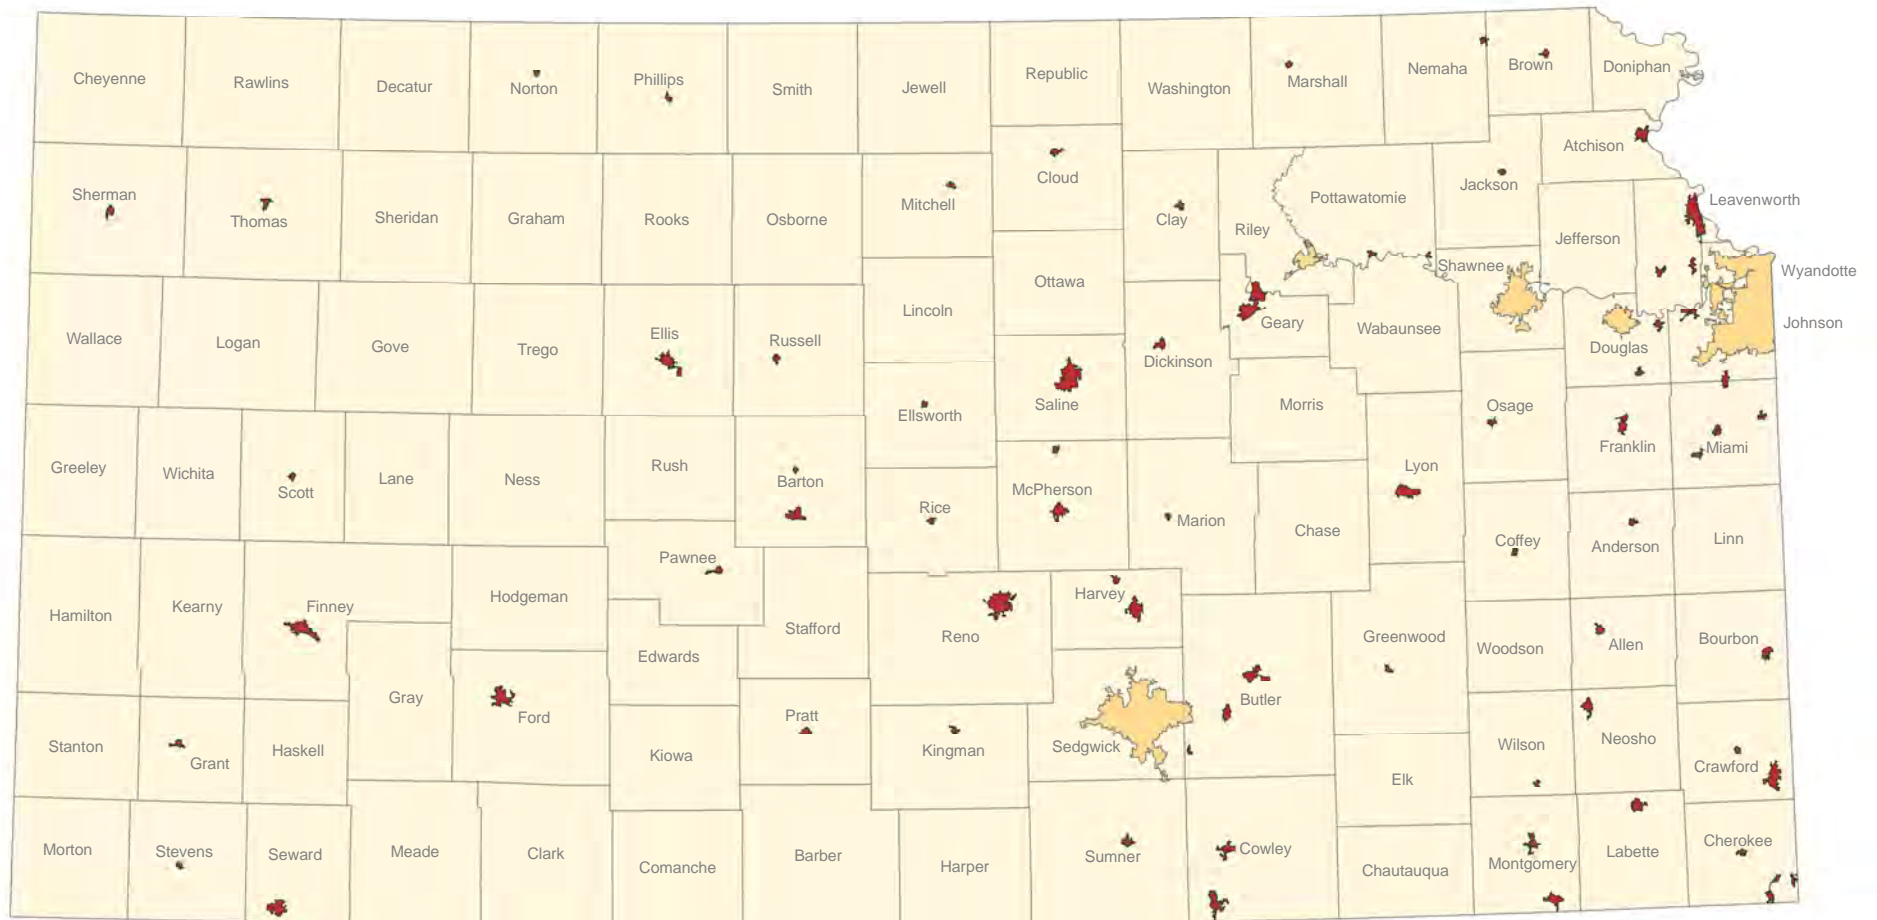 Cheyenne
Rawlins
Decatur
Norton
Phillips
Smith
Jewell
Republic
Washington
Marshall
Nemaha
Brown
Doniphan
Sherman
Thomas
Sheridan
Graham
Rooks
Osborne
Mitchell
Cloud
Clay
Riley
Pottawatomie
Jackson
Atchison
Leavenworth
Jefferson
Shawnee
Wyandotte
Johnson
Wallace
Logan
Gove
Trego
Ellis
Russell
Lincoln
Ottawa
Dickinson
Geary
Wabaunsee
Douglas
Greeley
Wichita
Scott
Lane
Ness
Rush
Barton
Ellsworth
Saline
Morris
Osage
Franklin
Miami
Rice
McPherson
Marion
Chase
Lyon
Coffey
Anderson
Linn
Hamilton
Kearny
Finney
Hodgeman
Pawnee
Stafford
Edwards
Reno
Harvey
Greenwood
Woodson
Allen
Bourbon
Stanton
Grant
Haskell
Gray
Ford
Kiowa
Pratt
Kingman
Sedgwick
Butler
Elk
Wilson
Neosho
Crawford
Morton
Stevens
Seward
Meade
Clark
Comanche
Barber
Harper
Sumner
Cowley
Chautauqua
Montgomery
Labette
Cherokee